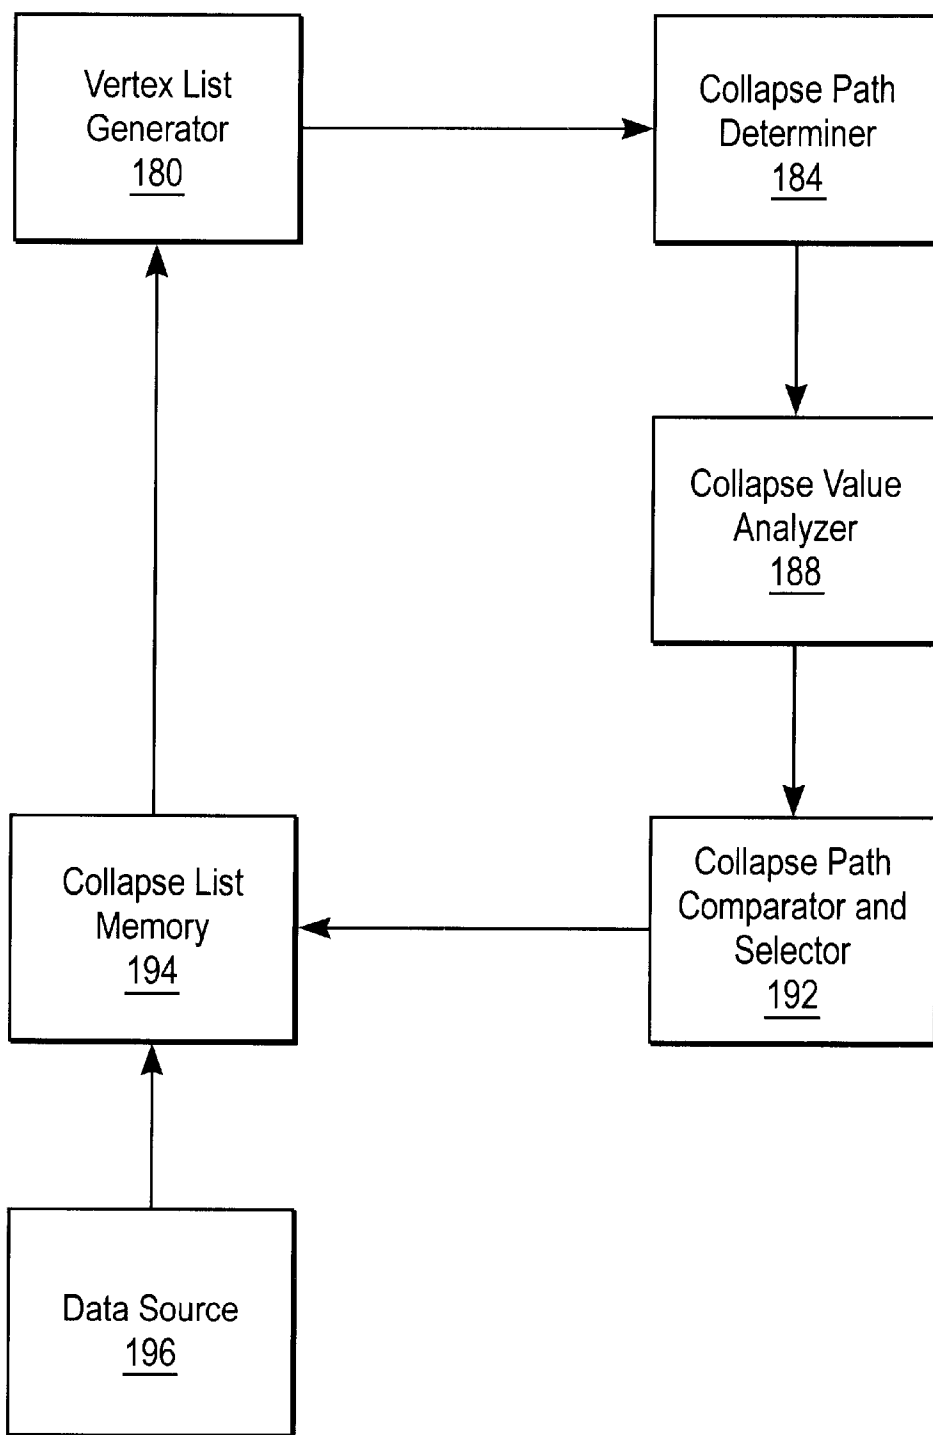 Vertex List
Generator
180
Collapse Path
Determiner
184
Collapse Value
Analyzer
188
Collapse List
Memory
194
Collapse Path
Comparator and
Selector
192
Data Source
196